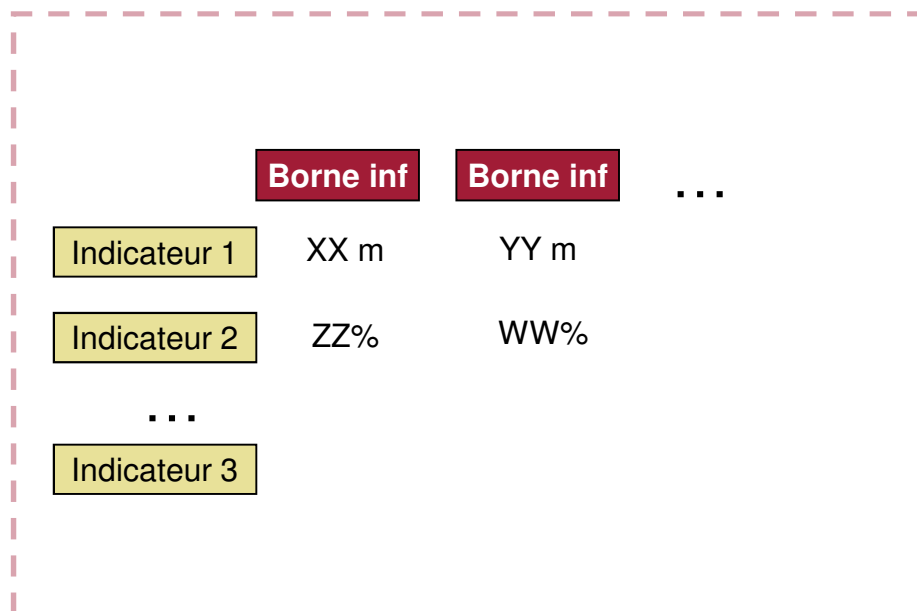 Borne inf Borne inf ...
Indicateur 1 XX m YY m
Indicateur 2 ZZ% WW%
...
Indicateur 3